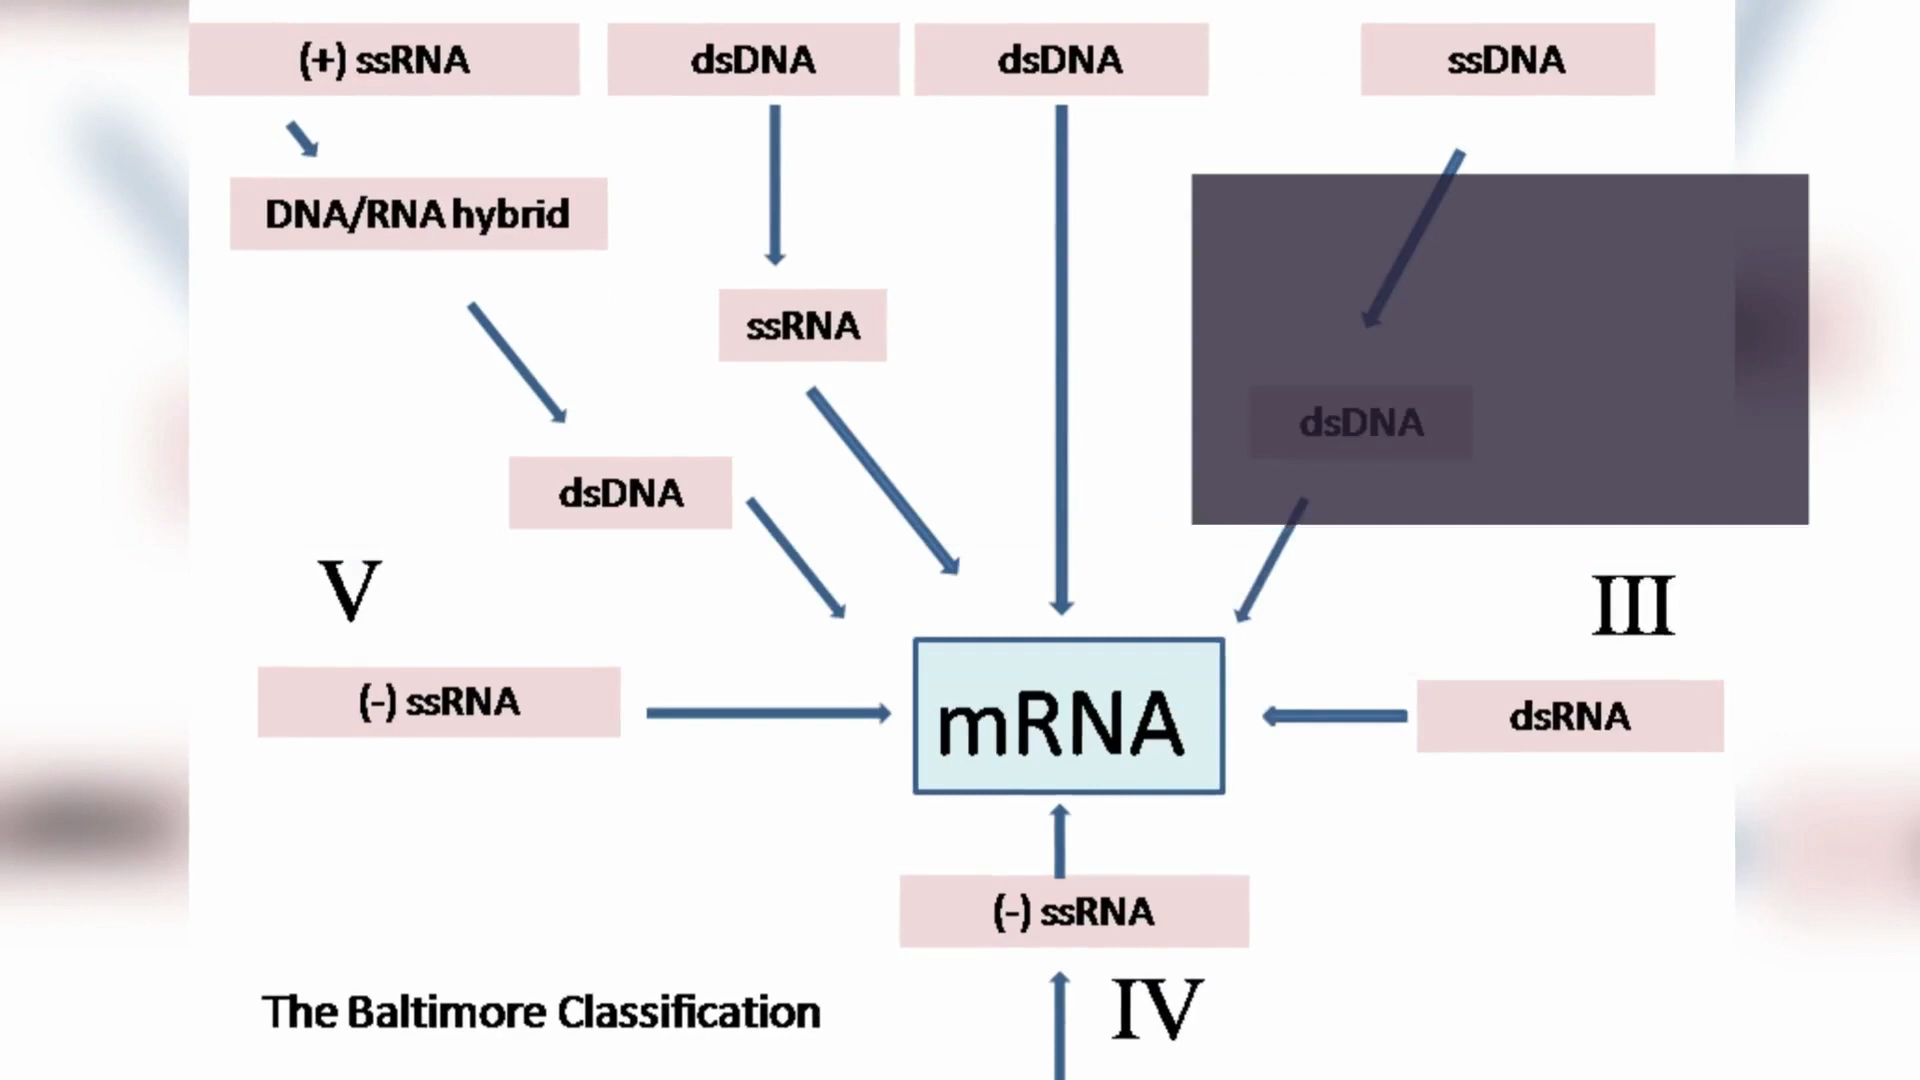 (+) ssRNA
dsDNA
dsDNA
ssDNA
DNA/RNA hybrid
ssRNA
dsDNA
dsDNA
V
III
(-) ssRNA
mRNA
dsRNA
(-) ssRNA
The Baltimore Classification
IV